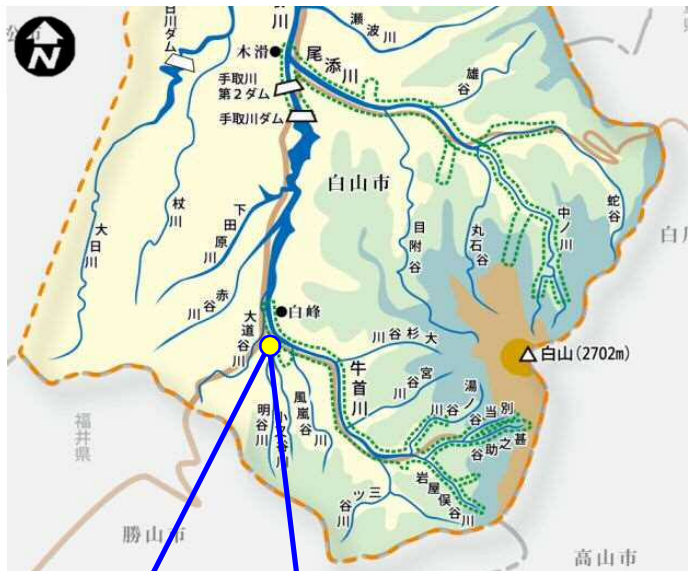 N
木滑
瀬波川
尾添川
雄谷
手取川
第2ダム
手取川ダム
白山市
蛇谷
中ノ川
丸石谷
目附谷
大日川
杖川
下田原川
赤谷川
白峰
大道谷川
大杉谷川
白山(2702m)
牛首川
宮谷川
湯ノ谷川
別当谷
甚之助谷
風嵐谷川
明谷川
岩屋俣谷川
三ツ谷川
福井県
勝山市
高山市